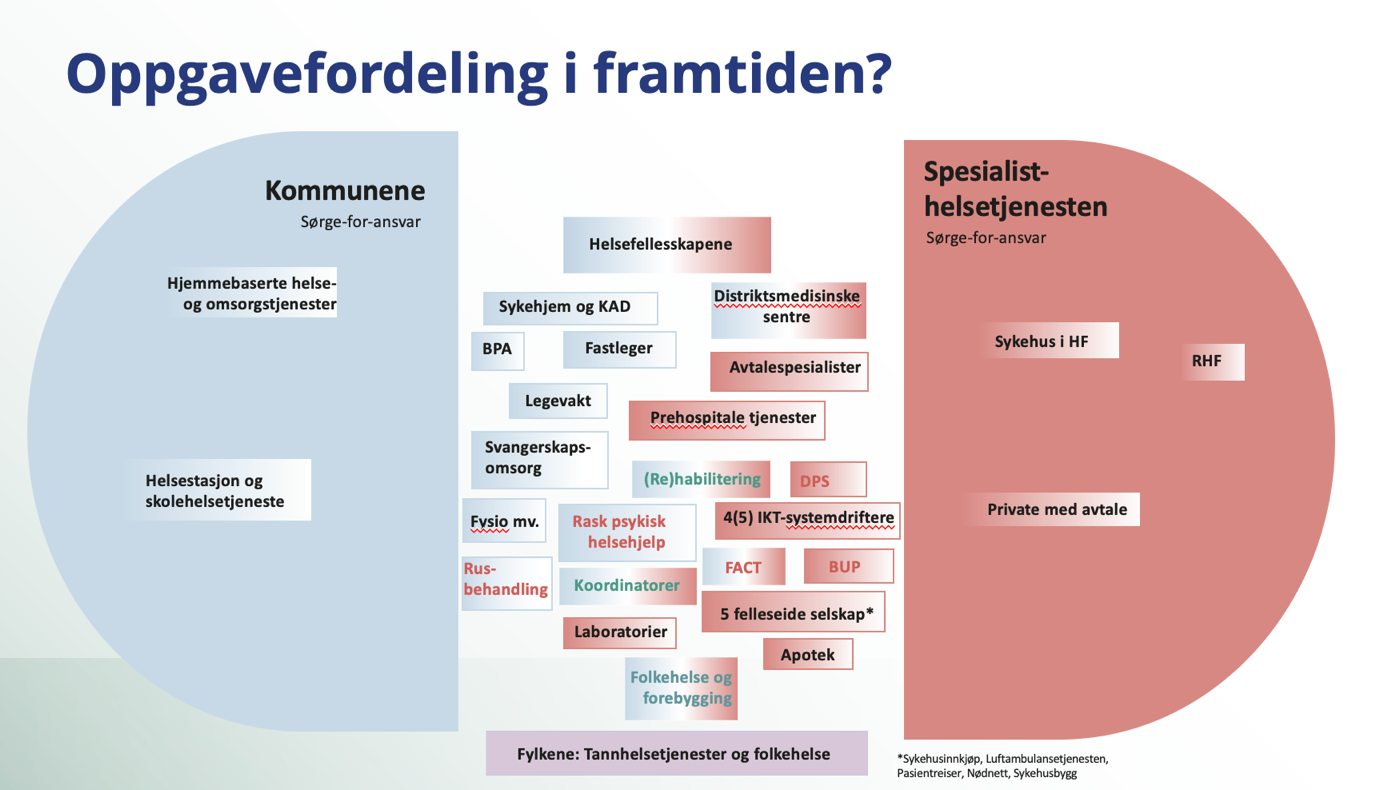 Oppgavefordeling i framtiden?
Kommunene
Sørge-for-ansvar
Hjemmebaserte helse-
og omsorgstjenester
Helsestasjon og
skolehelsetjeneste
Helsefellesskapene
Sykehjem og KAD
Distriktsmedisinske
sentre
BPA
Fastleger
Avtalespesialister
Legevakt
Prehospitale tjenester
Svangerskaps-
omsorg
(Re)habilitering
DPS
Fysio mv.
Rask psykisk
helsehjelp
4(5) IKT-systemdriftere
Rus-
behandling
FACT
BUP
Koordinatorer
5 felleseide selskap*
Laboratorier
Apotek
Folkehelse og
forebygging
Fylkene: Tannhelsetjenester og folkehelse
Spesialist-
helsetjenesten
Sørge-for-ansvar
Sykehus i HF
RHF
Private med avtale
*Sykehusinnkjøp, Luftambulansetjenesten,
Pasientreiser, Nødnett, Sykehusbygg